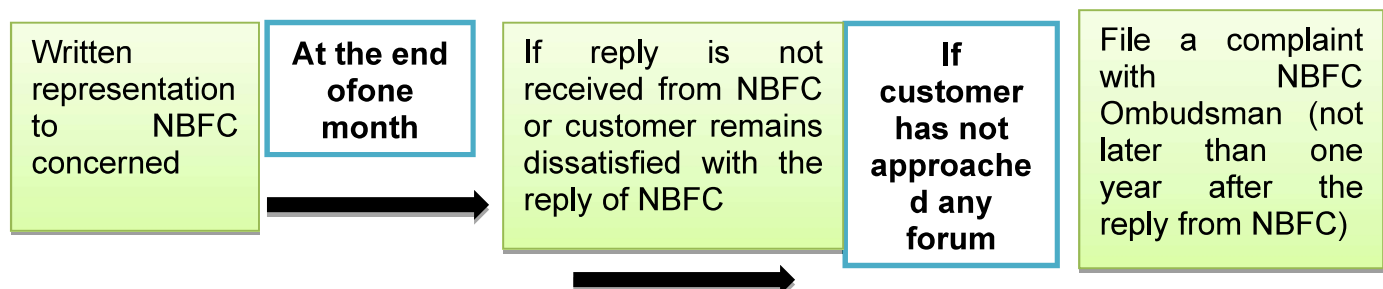 Written
representation
to NBFC
concerned
At the end
ofone
month
If reply is not
received from NBFC
or customer remains
dissatisfied with the
reply of NBFC
If
customer
has not
approache
d any
forum
File a complaint
with NBFC
Ombudsman (not
later than one
year after the
reply from NBFC)